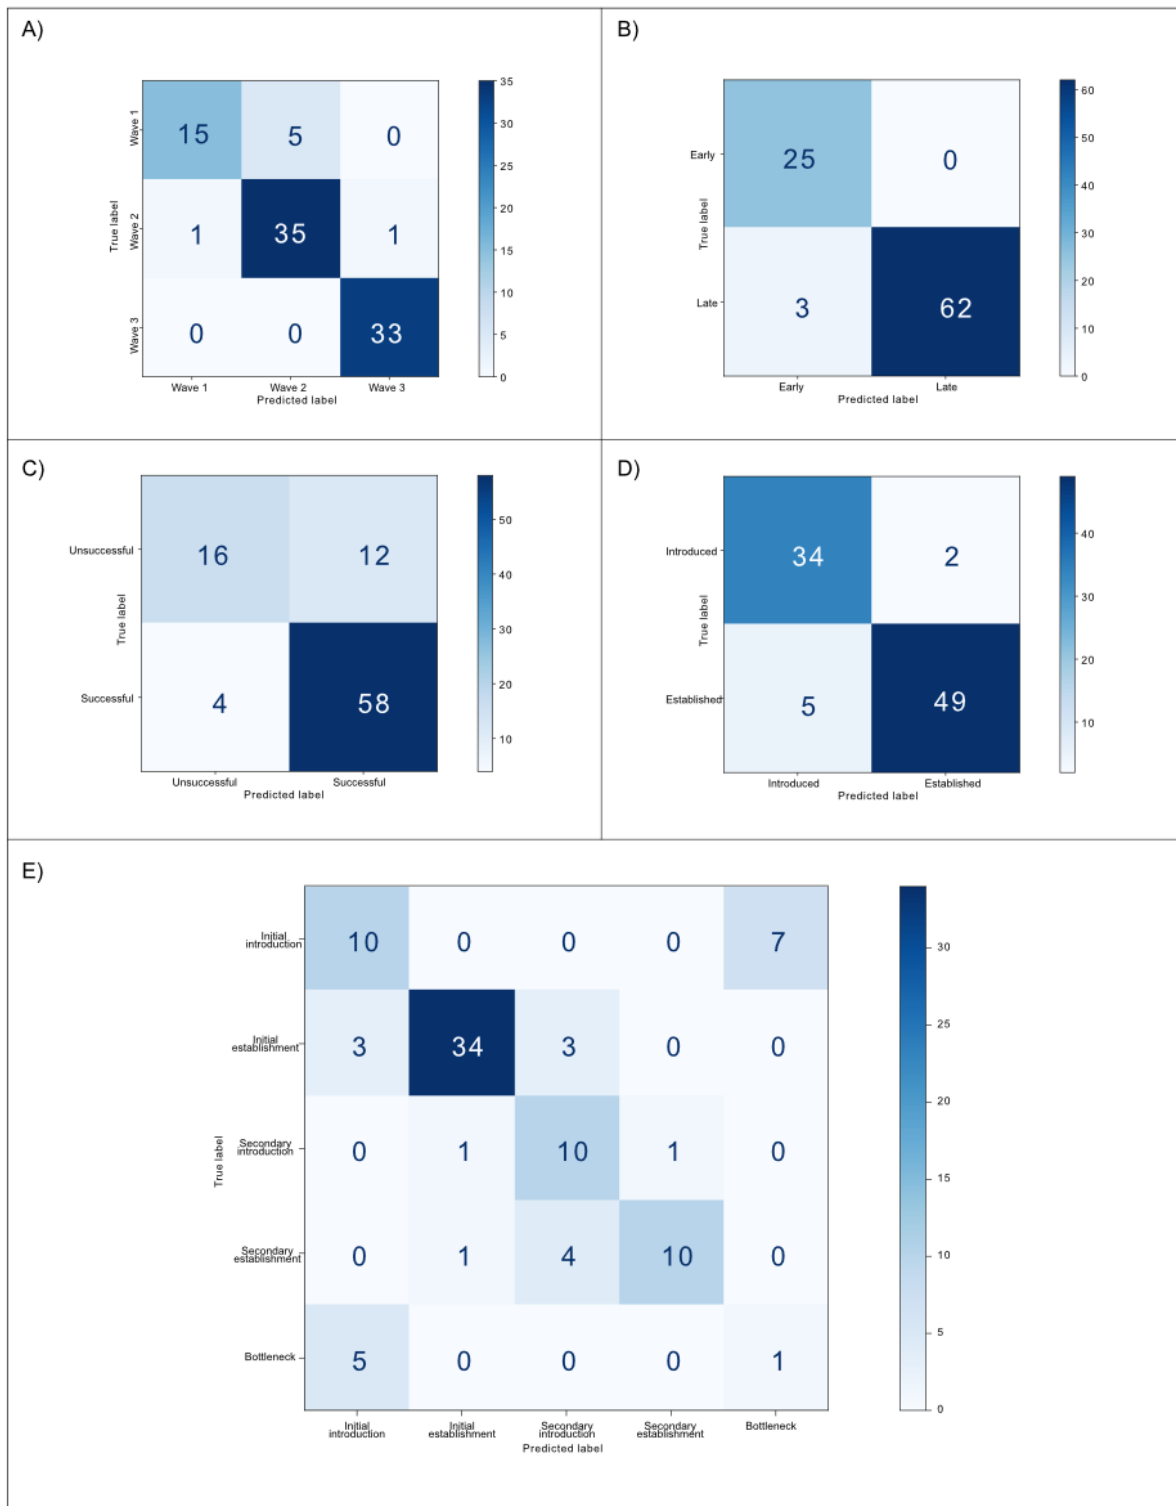 A)
Wave 1
Wave 2
Wave 3
True label
15 5 0
1 35 1
0 0 33
Wave 1 Wave 2 Wave 3
Predicted label
35
30
25
20
15
10
5
0
B)
Early
Late
True label
25 0
3 62
Early Late
Predicted label
60
50
40
30
20
10
0
C)
Unsuccessful
Successful
True label
16 12
4 58
Unsuccessful Successful
Predicted label
50
40
30
20
10
D)
Introduced
Established
True label
34 2
5 49
Introduced Established
Predicted label
40
30
20
10
E)
Initial
introduction
Initial
establishment
Secondary
introduction
Secondary
establishment
Bottleneck
True label
10 0 0 0 7
3 34 3 0 0
0 1 10 1 0
0 1 4 10 0
5 0 0 0 1
Initial
introduction
Initial
establishment
Secondary
introduction
Secondary
establishment
Bottleneck
Predicted label
30
25
20
15
10
5
0